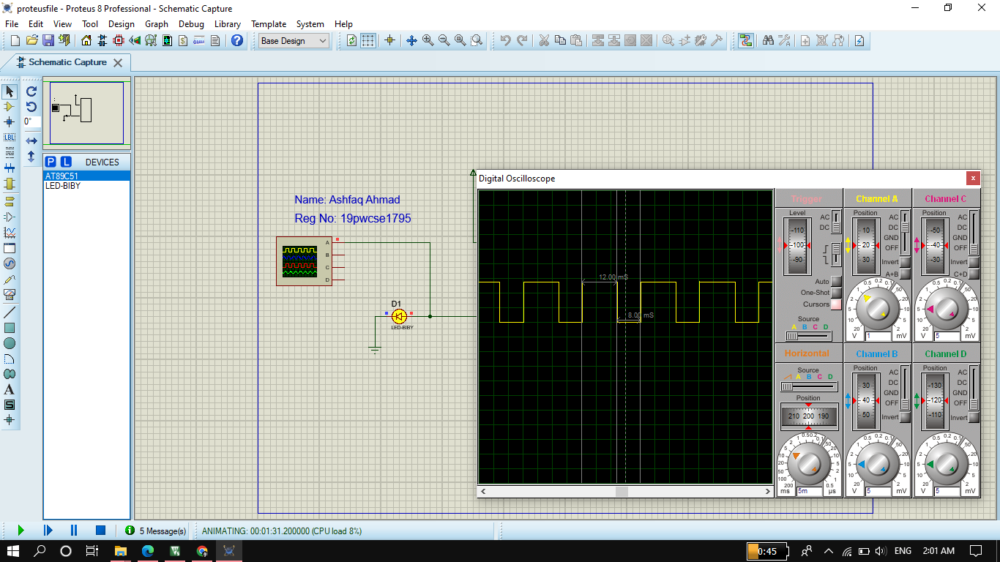 proteusfile - Proteus 8 Professional - Schematic Capture
File Edit View Tool Design Graph Debug Library Template System Help
Base Design
Schematic Capture
0°
P L DEVICES
AT89C51
LED-BIBY
Name: Ashfaq Ahmad
Reg No: 19pwcse1795
A
B
C
D
D1
LED-BIBY
Digital Oscilloscope
12.00 mS
8.00 mS
Trigger
Level
AC
DC
-110
-100
-90
Auto
One-Shot
Cursors
Source
A B C D
Channel A
Position
AC
DC
GND
OFF
10
20
30
Invert
A+B
V 1 mV
Channel C
Position
AC
DC
GND
OFF
-50
-40
-30
Invert
C+D
V 5 mV
Horizontal
Source
A B C D
Position
210 200 190
ms 5m µs
Channel B
Position
AC
DC
GND
OFF
30
40
50
Invert
V 5 mV
Channel D
Position
AC
DC
GND
OFF
-130
-120
-110
Invert
V 5 mV
5 Message(s)
ANIMATING: 00:01:31.200000 (CPU load 8%)
0:45
ENG
2:01 AM